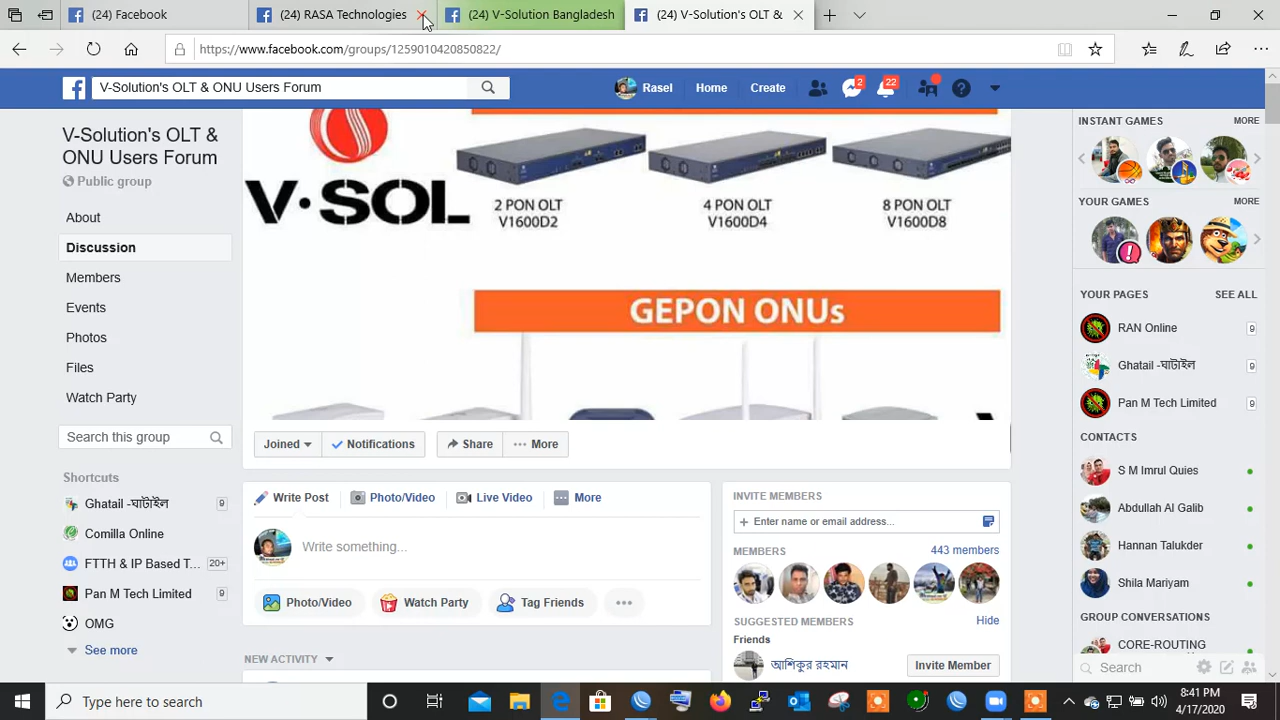 (24) Facebook
(24) RASA Technologies
(24) V-Solution Bangladesh
(24) V-Solution's OLT &
https://www.facebook.com/groups/1259010420850822/
V-Solution's OLT & ONU Users Forum
Rasel
Home
Create
2
22
V-Solution's OLT &
ONU Users Forum
Public group
About
Discussion
Members
Events
Photos
Files
Watch Party
Search this group
Shortcuts
Ghatail -ঘাটাইল 9
Comilla Online
FTTH & IP Based T... 20+
Pan M Tech Limited 9
OMG
See more
V·SOL
2 PON OLT
V1600D2
4 PON OLT
V1600D4
8 PON OLT
V1600D8
GEPON ONUs
Joined
Notifications
Share
More
Write Post
Photo/Video
Live Video
More
Write something...
Photo/Video
Watch Party
Tag Friends
NEW ACTIVITY
INVITE MEMBERS
Enter name or email address...
MEMBERS
443 members
SUGGESTED MEMBERS
Hide
Friends
আশিকুর রহমান
Invite Member
INSTANT GAMES
MORE
YOUR GAMES
MORE
YOUR PAGES
SEE ALL
RAN Online 9
Ghatail -ঘাটাইল 9
Pan M Tech Limited 9
CONTACTS
S M Imrul Quies
Abdullah Al Galib
Hannan Talukder
Shila Mariyam
GROUP CONVERSATIONS
CORE-ROUTING
Search
Type here to search
8:41 PM
4/17/2020